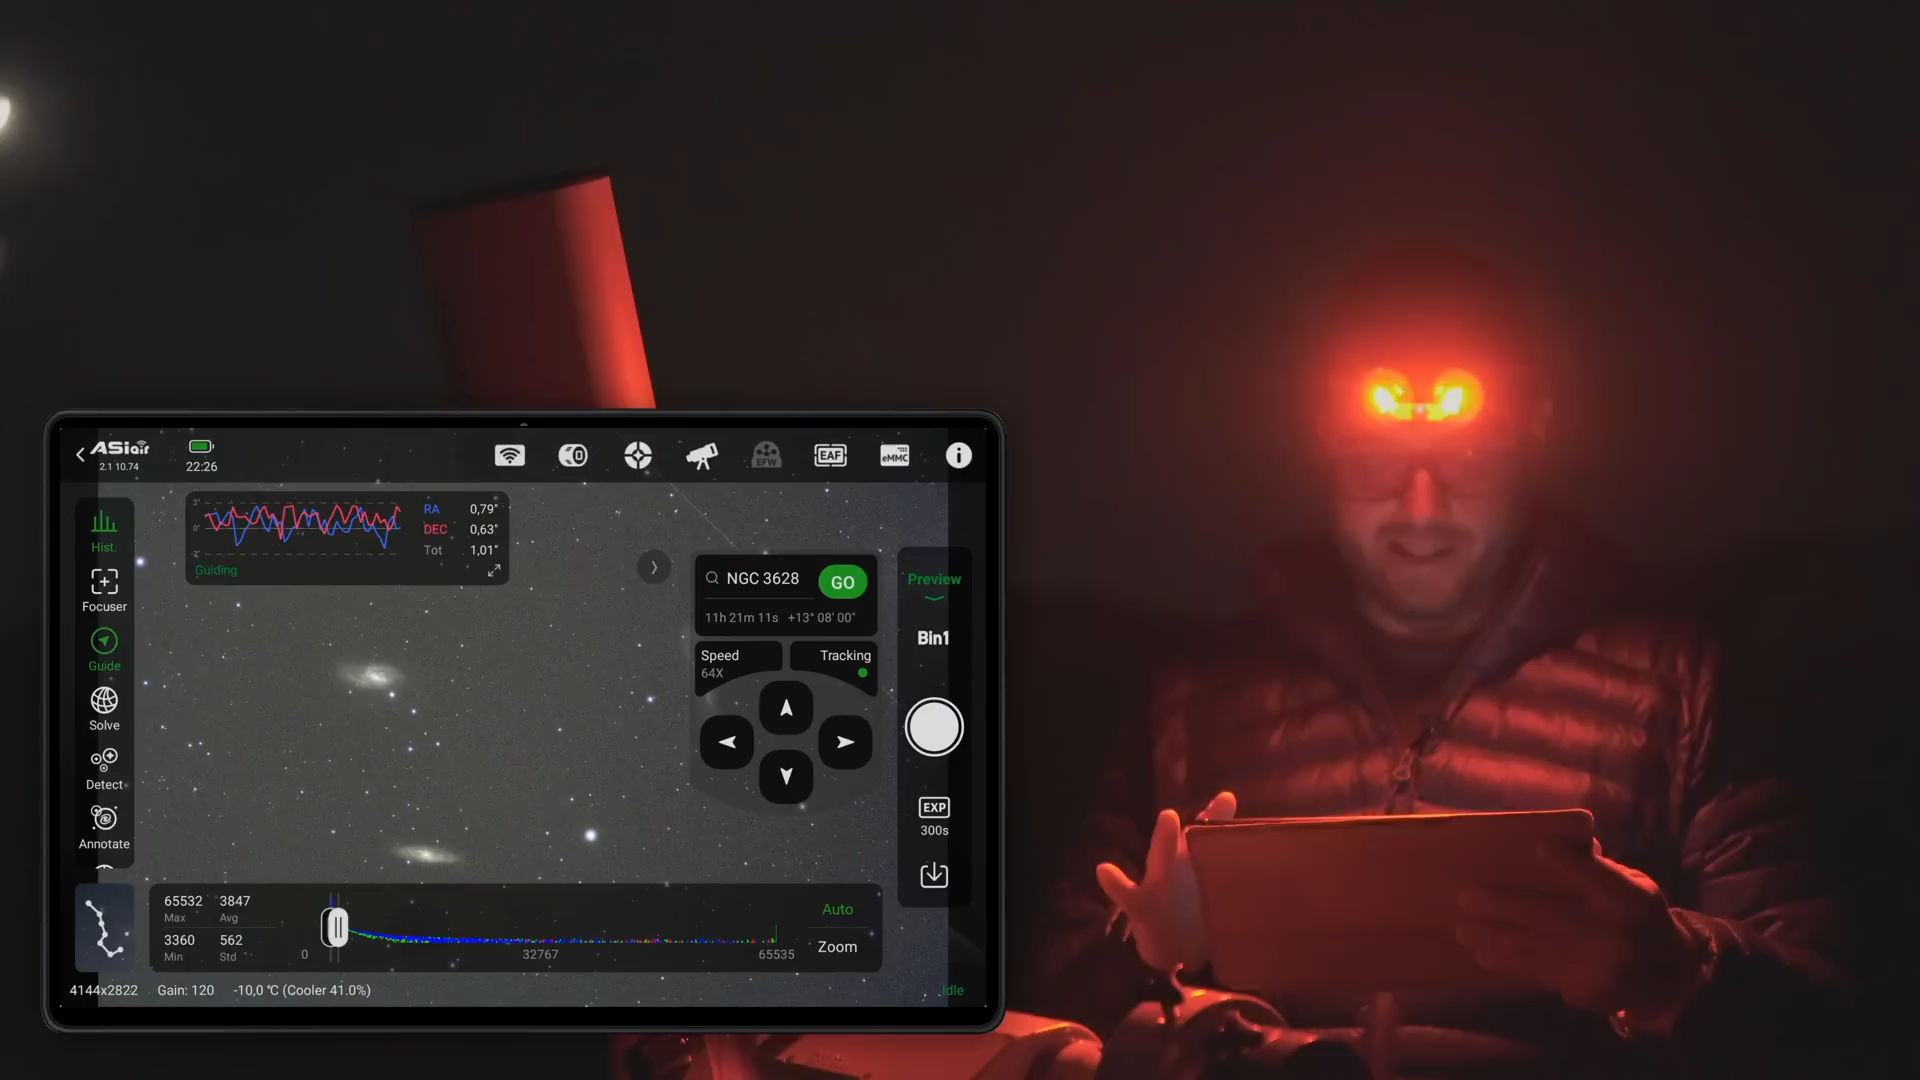 ASiair
2.1 10.74
22:26
EFW
EAF
eMMC
Hist.
Focuser
Guide
Solve
Detect
Annotate
2"
0"
-2"
RA 0,79"
DEC 0,63"
Tot 1,01"
Guiding
NGC 3628
GO
11h 21m 11s +13° 08' 00"
Speed
64X
Tracking
Preview
Bin1
EXP
300s
65532 3847
Max Avg
3360 562
Min Std
0 32767 65535
Auto
Zoom
4144x2822 Gain: 120 -10,0 ℃ (Cooler 41.0%)
idle